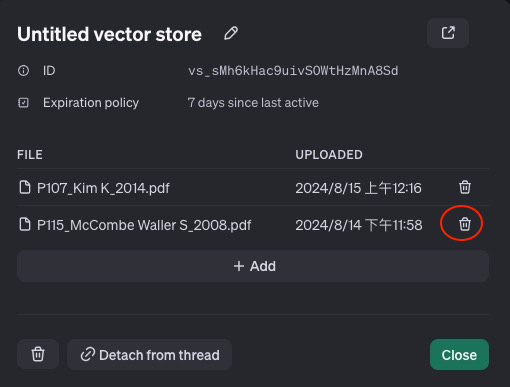 Untitled vector store
ID vs_sMh6kHac9uivSOWtHzMnA8Sd
Expiration policy 7 days since last active
FILE UPLOADED
P107_Kim K_2014.pdf 2024/8/15 上午12:16
P115_McCombe Waller S_2008.pdf 2024/8/14 下午11:58
+ Add
Detach from thread Close